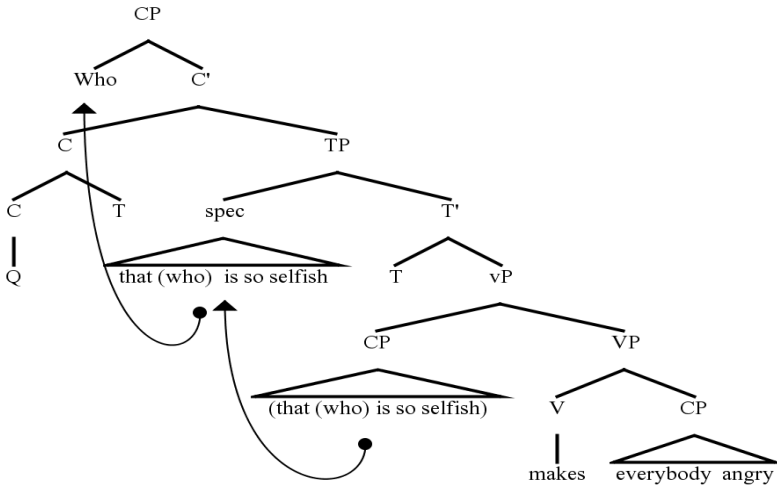 CP
Who C'
C TP
C T spec T'
Q that (who) is so selfish T vP
CP VP
(that (who) is so selfish) V CP
makes everybody angry